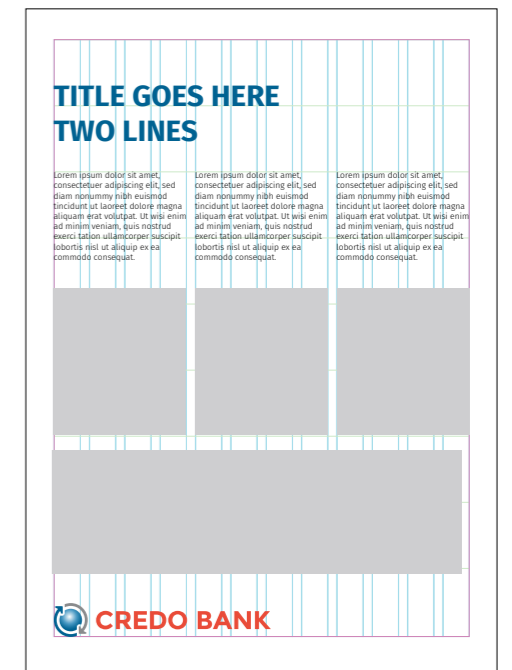 TITLE GOES HERE
TWO LINES
Lorem ipsum dolor sit amet,
consectetuer adipiscing elit, sed
diam nonummy nibh euismod
tincidunt ut laoreet dolore magna
aliquam erat volutpat. Ut wisi enim
ad minim veniam, quis nostrud
exerci tation ullamcorper suscipit
lobortis nisl ut aliquip ex ea
commodo consequat.
Lorem ipsum dolor sit amet,
consectetuer adipiscing elit, sed
diam nonummy nibh euismod
tincidunt ut laoreet dolore magna
aliquam erat volutpat. Ut wisi enim
ad minim veniam, quis nostrud
exerci tation ullamcorper suscipit
lobortis nisl ut aliquip ex ea
commodo consequat.
Lorem ipsum dolor sit amet,
consectetuer adipiscing elit, sed
diam nonummy nibh euismod
tincidunt ut laoreet dolore magna
aliquam erat volutpat. Ut wisi enim
ad minim veniam, quis nostrud
exerci tation ullamcorper suscipit
lobortis nisl ut aliquip ex ea
commodo consequat.
CREDO BANK